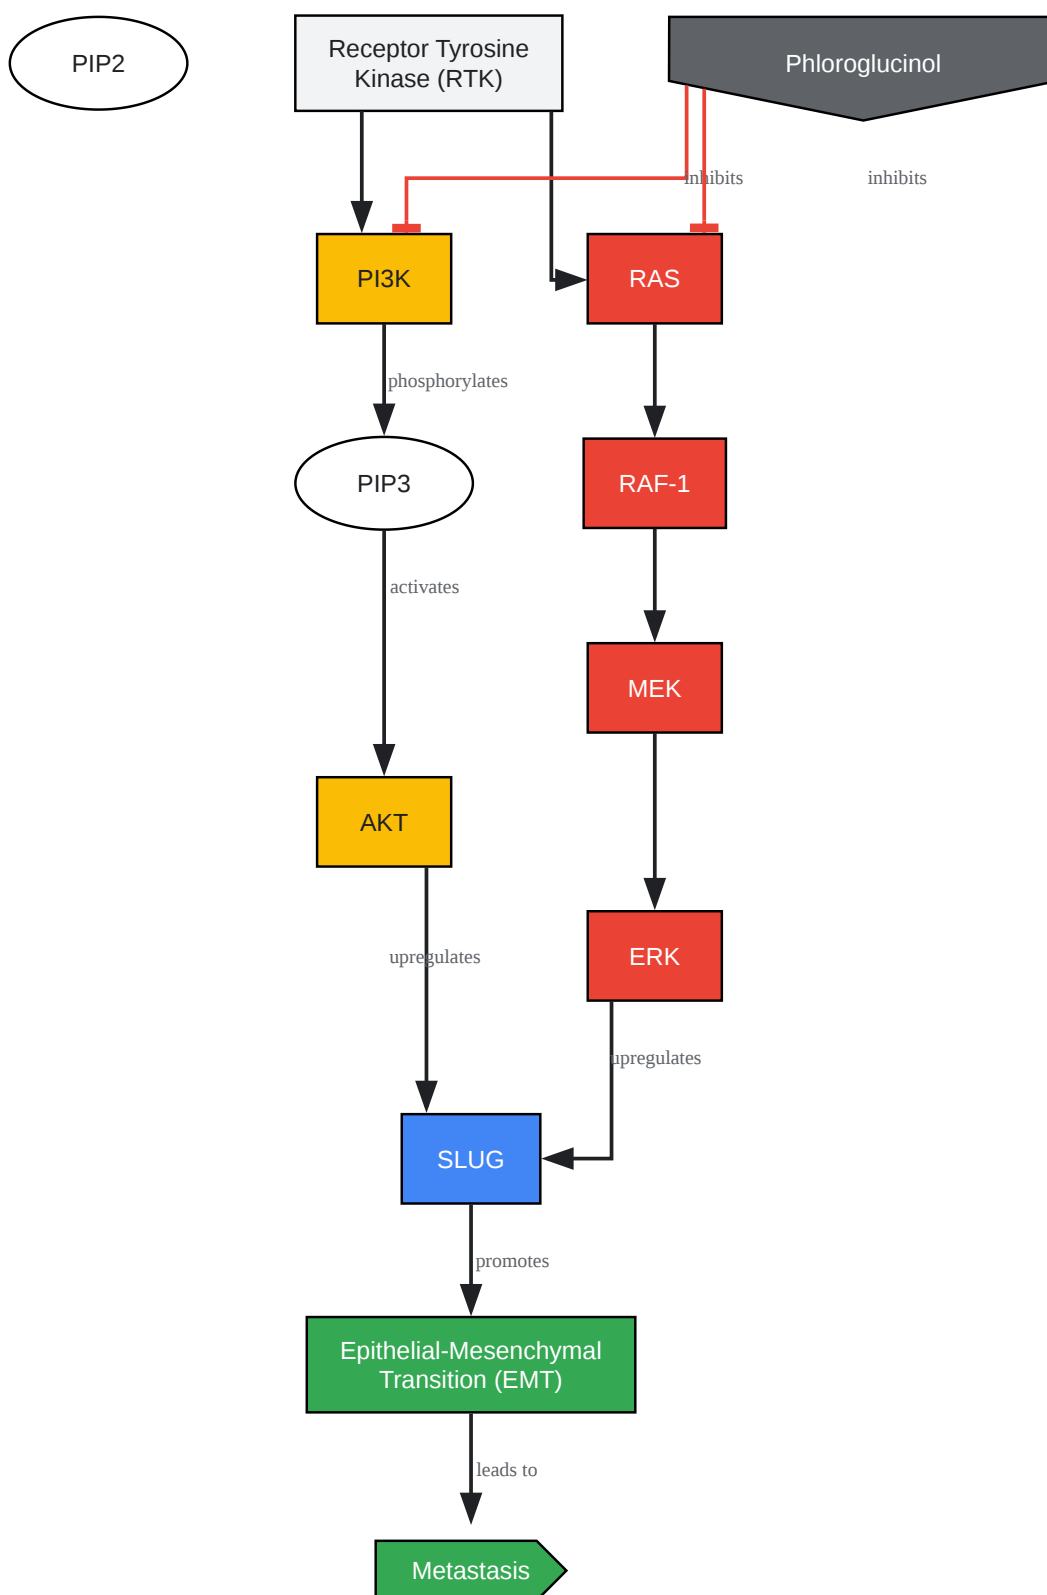 PIP2
Receptor Tyrosine
Kinase (RTK)
Phloroglucinol
inhibits
inhibits
PI3K
RAS
phosphorylates
PIP3
RAF-1
activates
MEK
AKT
upregulates
ERK
upregulates
SLUG
promotes
Epithelial-Mesenchymal
Transition (EMT)
leads to
Metastasis